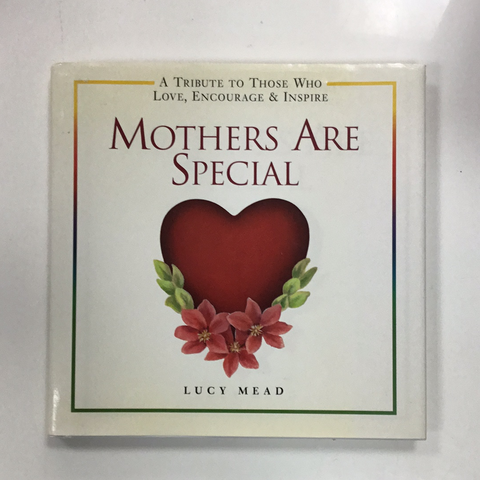 A Tribute to Those Who
Love, Encourage & Inspire
Mothers Are
Special
Lucy Mead